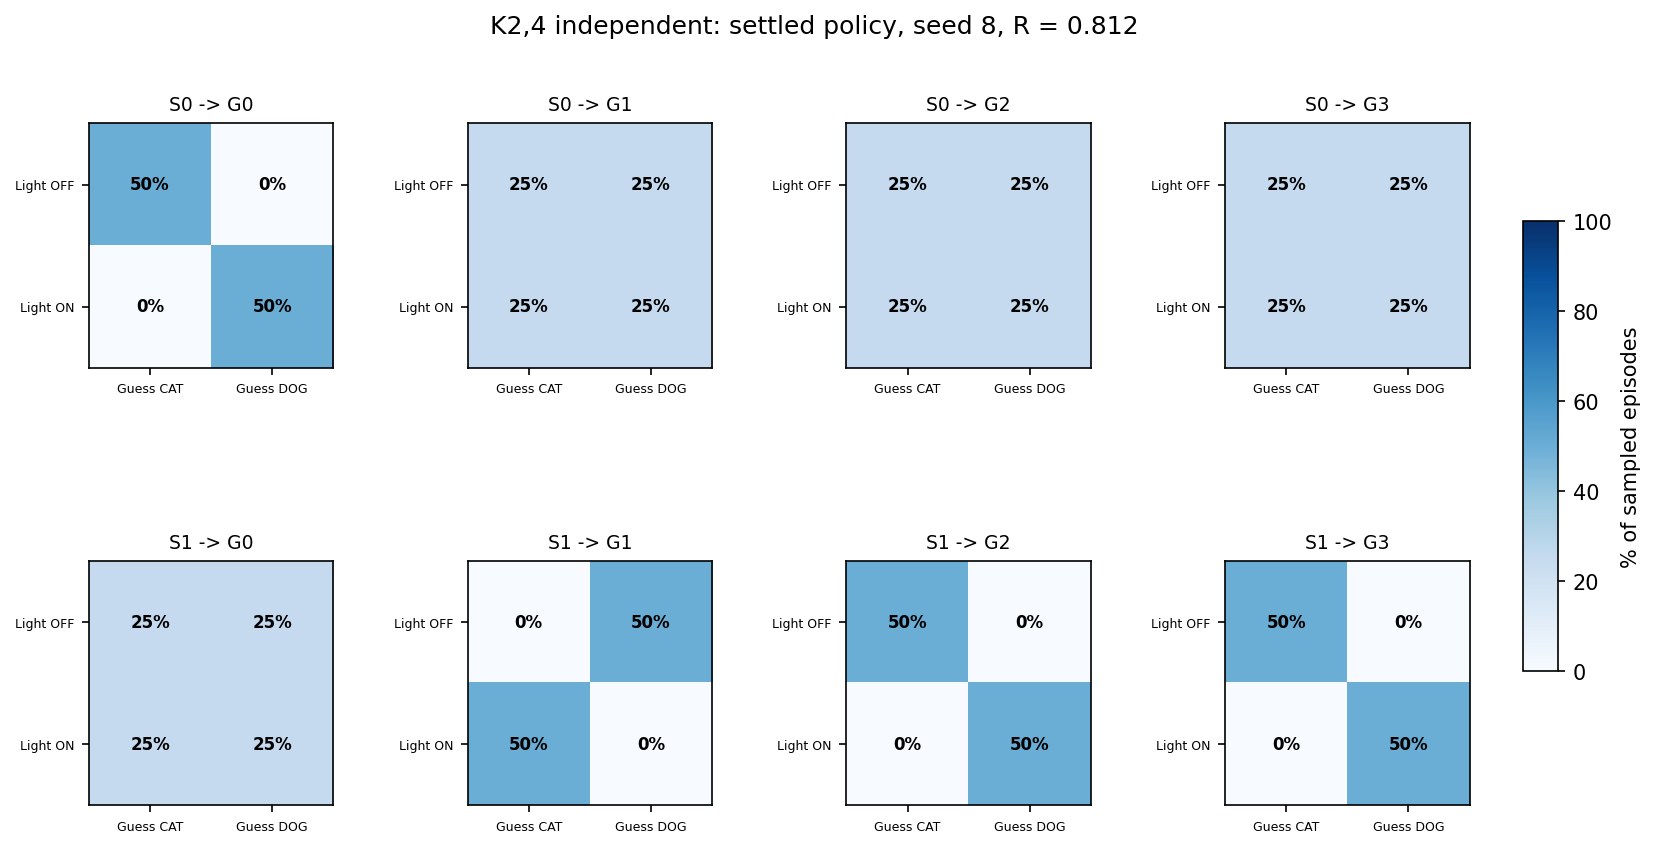 K2,4 independent: settled policy, seed 8, R = 0.812
S0 -> G0
S0 -> G1
S0 -> G2
S0 -> G3
Light OFF
50%
0%
Light OFF
25%
25%
Light OFF
25%
25%
Light OFF
25%
25%
Light ON
0%
50%
Light ON
25%
25%
Light ON
25%
25%
Light ON
25%
25%
Guess CAT
Guess DOG
Guess CAT
Guess DOG
Guess CAT
Guess DOG
Guess CAT
Guess DOG
S1 -> G0
S1 -> G1
S1 -> G2
S1 -> G3
Light OFF
25%
25%
Light OFF
0%
50%
Light OFF
50%
0%
Light OFF
50%
0%
Light ON
25%
25%
Light ON
50%
0%
Light ON
0%
50%
Light ON
0%
50%
Guess CAT
Guess DOG
Guess CAT
Guess DOG
Guess CAT
Guess DOG
Guess CAT
Guess DOG
100
80
60
40
20
0
% of sampled episodes